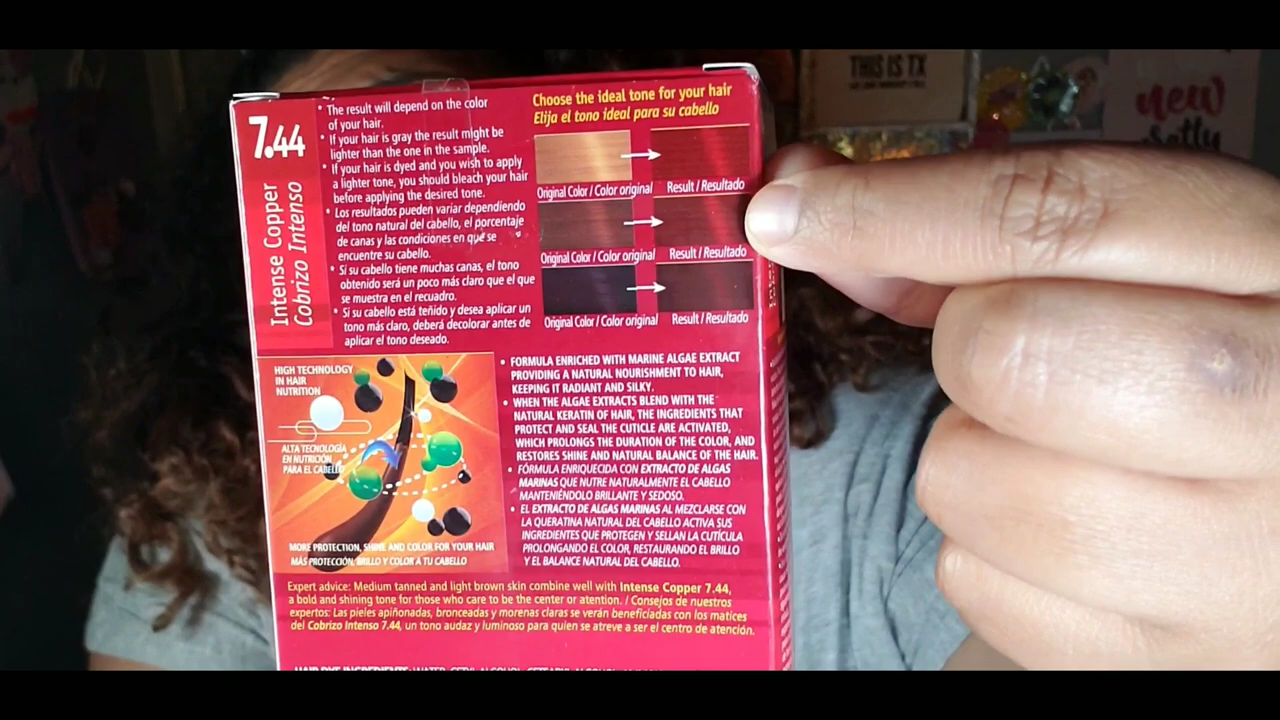 7.44
Intense Copper
Cobrizo Intenso
• The result will depend on the color
of your hair.
• If your hair is gray the result might be
lighter than the one in the sample.
• If your hair is dyed and you wish to apply
a lighter tone, you should bleach your hair
before applying the desired tone.
• Los resultados pueden variar dependiendo
del tono natural del cabello, el porcentaje
de canas y las condiciones en que se
encuentre su cabello.
• Si su cabello tiene muchas canas, el tono
obtenido será un poco más claro que el que
se muestra en el recuadro.
• Si su cabello está teñido y desea aplicar un
tono más claro, deberá decolorar antes de
aplicar el tono deseado.
Choose the ideal tone for your hair
Elija el tono ideal para su cabello
Original Color / Color original Result / Resultado
Original Color / Color original Result / Resultado
Original Color / Color original Result / Resultado
HIGH TECHNOLOGY
IN HAIR
NUTRITION
ALTA TECNOLOGÍA
EN NUTRICIÓN
PARA EL CABELLO
MORE PROTECTION, SHINE AND COLOR FOR YOUR HAIR
MÁS PROTECCIÓN, BRILLO Y COLOR A TU CABELLO
• FORMULA ENRICHED WITH MARINE ALGAE EXTRACT
PROVIDING A NATURAL NOURISHMENT TO HAIR,
KEEPING IT RADIANT AND SILKY.
• WHEN THE ALGAE EXTRACTS BLEND WITH THE
NATURAL KERATIN OF HAIR, THE INGREDIENTS THAT
PROTECT AND SEAL THE CUTICLE ARE ACTIVATED,
WHICH PROLONGS THE DURATION OF THE COLOR, AND
RESTORES SHINE AND NATURAL BALANCE OF THE HAIR.
• FÓRMULA ENRIQUECIDA CON EXTRACTO DE ALGAS
MARINAS QUE NUTRE NATURALMENTE EL CABELLO
MANTENIÉNDOLO BRILLANTE Y SEDOSO.
• EL EXTRACTO DE ALGAS MARINAS AL MEZCLARSE CON
LA QUERATINA NATURAL DEL CABELLO ACTIVA SUS
INGREDIENTES QUE PROTEGEN Y SELLAN LA CUTÍCULA
PROLONGANDO EL COLOR, RESTAURANDO EL BRILLO
Y EL BALANCE NATURAL DEL CABELLO.
Expert advice: Medium tanned and light brown skin combine well with Intense Copper 7.44,
a bold and shining tone for those who care to be the center or attention. / Consejos de nuestros
expertos: Las pieles apiñonadas, bronceadas y morenas claras se verán beneficiadas con los matices
del Cobrizo Intenso 7.44, un tono audaz y luminoso para quien se atreve a ser el centro de atención.
HAIR DYE INGREDIENTS: WATER, CETYL ALCOHOL,
THIS IS TX
new